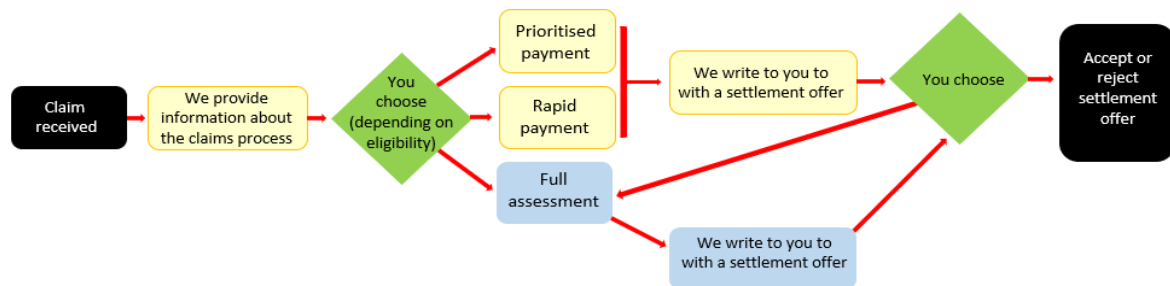 Claim
received
We provide
information about
the claims process
You
choose
(depending on
eligibility)
Prioritised
payment
Rapid
payment
Full
assessment
We write to you to
with a settlement offer
We write to you to
with a settlement offer
You choose
Accept or
reject
settlement
offer